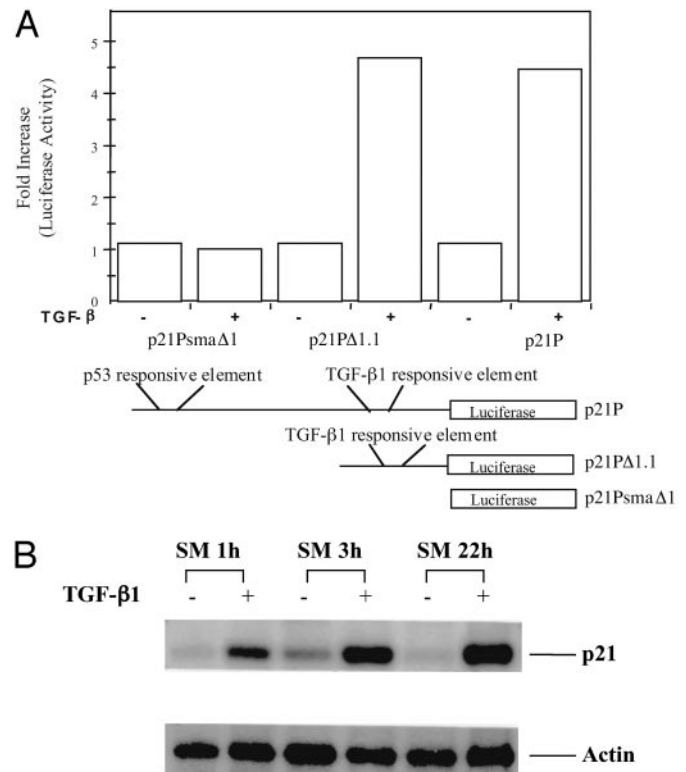 A
Fold Increase
(Luciferase Activity)
5
4
3
2
1
0
TGF-β - + - + - +
p21PsmaΔ1 p21PΔ1.1 p21P
p53 responsive element TGF-β1 responsive element
Luciferase p21P
TGF-β1 responsive element
Luciferase p21PΔ1.1
Luciferase p21PsmaΔ1
B
SM 1h SM 3h SM 22h
TGF-β1 - + - + - +
p21
Actin